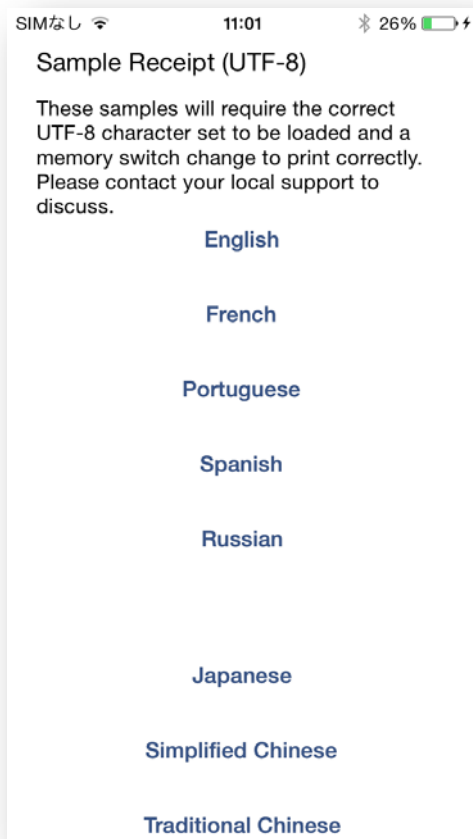 SIMなし 11:01 26%
Sample Receipt (UTF-8)
These samples will require the correct
UTF-8 character set to be loaded and a
memory switch change to print correctly.
Please contact your local support to
discuss.
English
French
Portuguese
Spanish
Russian
Japanese
Simplified Chinese
Traditional Chinese